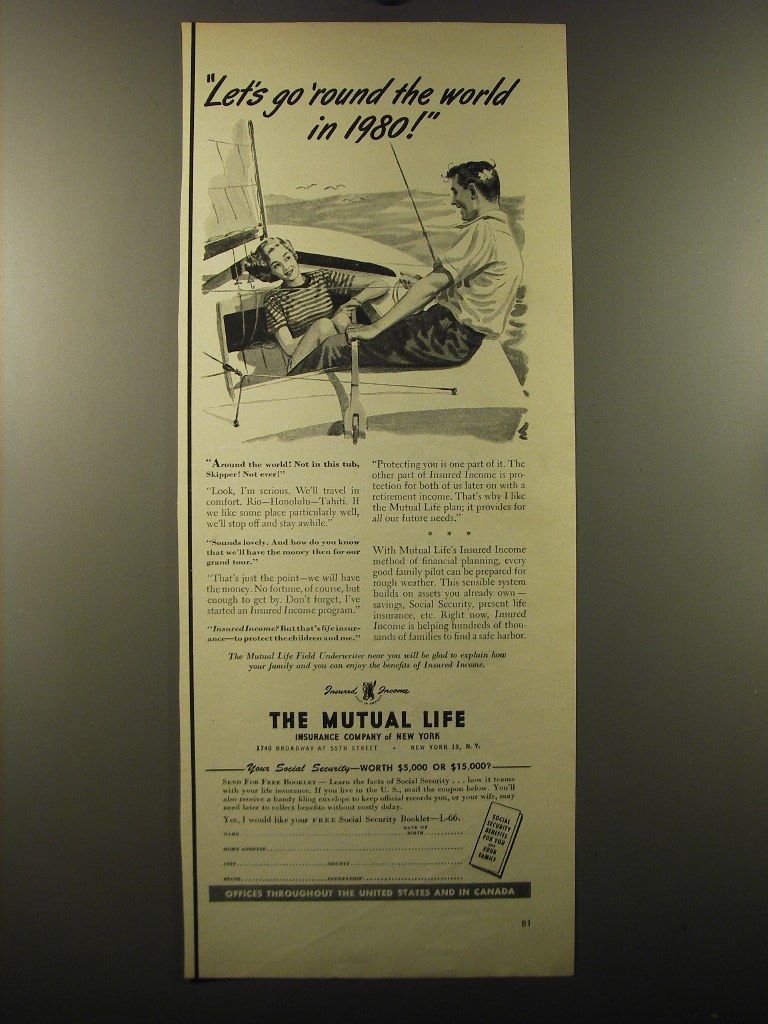 "Let's go 'round the world
in 1980!"
"Around the world! Not in this tub,
Skipper! Not ever!"
"Look, I'm serious. We'll travel in
comfort. Rio—Honolulu—Tahiti. If
we like some place particularly well,
we'll stop off and stay awhile."
"Sounds lovely. And how do you know
that we'll have the money then for our
grand tour."
"That's just the point—we will have
the money. No fortune, of course, but
enough to get by. Don't forget, I've
started an Insured Income program."
"Insured Income? But that's life insur-
ance—to protect the children and me."
"Protecting you is one part of it. The
other part of Insured Income is pro-
tection for both of us later on with a
retirement income. That's why I like
the Mutual Life plan; it provides for
all our future needs."
* * *
With Mutual Life's Insured Income
method of financial planning, every
good family pilot can be prepared for
rough weather. This sensible system
builds on assets you already own—
savings, Social Security, present life
insurance, etc. Right now, Insured
Income is helping hundreds of thou-
sands of families to find a safe harbor.
The Mutual Life Field Underwriter near you will be glad to explain how
your family and you can enjoy the benefits of Insured Income.
Insured Income
THE MUTUAL LIFE
INSURANCE COMPANY of NEW YORK
1740 BROADWAY AT 55TH STREET • NEW YORK 19, N. Y.
Your Social Security—WORTH $5,000 OR $15,000?
SEND FOR FREE BOOKLET—Learn the facts of Social Security . . . how it teams
with your life insurance. If you live in the U. S., mail the coupon below. You'll
also receive a handy filing envelope to keep official records you, or your wife, may
need later to collect benefits without costly delay.
Yes, I would like your FREE Social Security Booklet—L-66.
NAME DATE OF BIRTH
HOME ADDRESS
CITY COUNTY
STATE OCCUPATION
SOCIAL
SECURITY
BENEFITS
FOR YOU
and
YOUR
FAMILY
OFFICES THROUGHOUT THE UNITED STATES AND IN CANADA
81